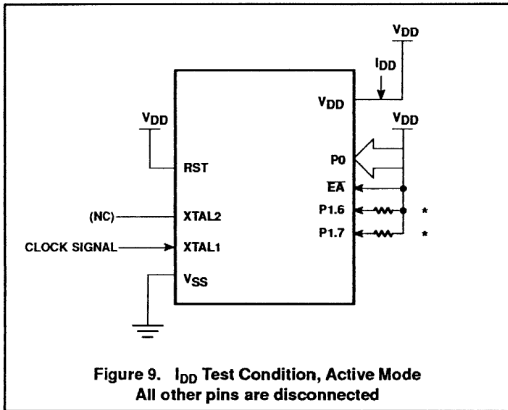 VDD
IDD
VDD
VDD
VDD
P0
RST
EA
(NC)
XTAL2
P1.6
*
CLOCK SIGNAL
XTAL1
P1.7
*
VSS
Figure 9. IDD Test Condition, Active Mode
All other pins are disconnected